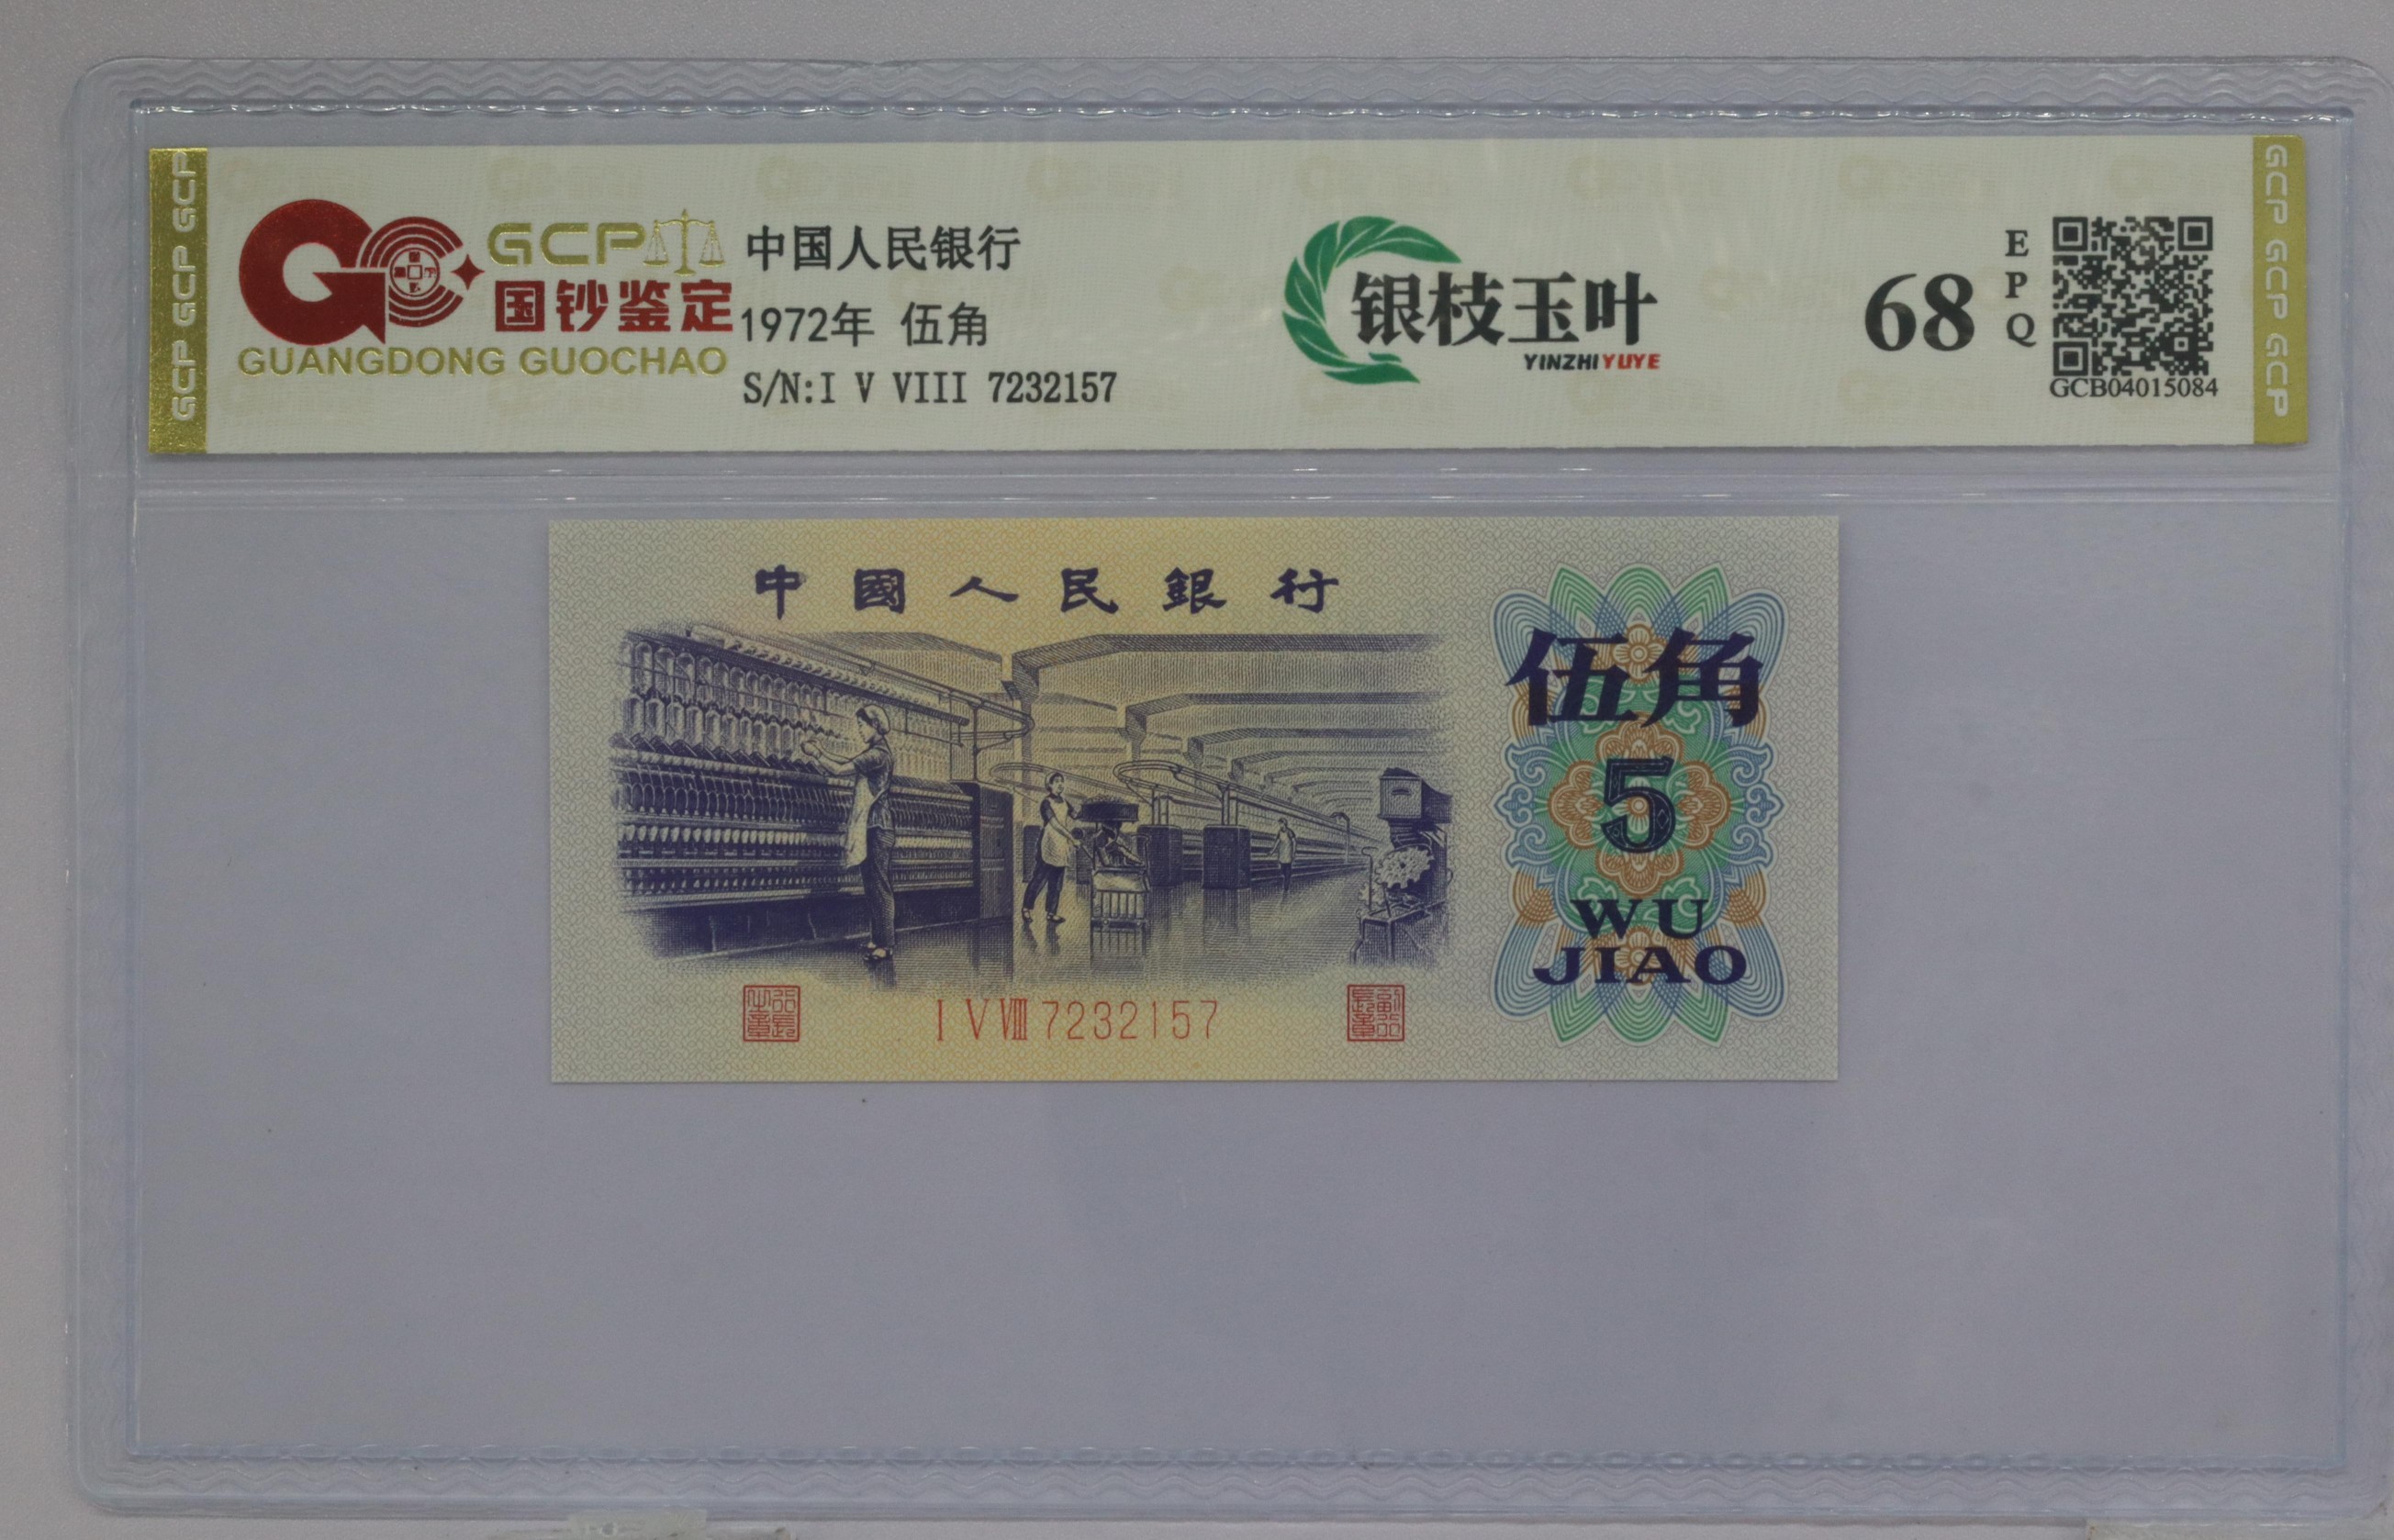 GCP GCP GCP
GCP
国钞鉴定
GUANGDONG GUOCHAO
中国人民银行
1972年 伍角
S/N:I V VIII 7232157
银枝玉叶
YINZHIYUYE
68
EPQ
GCB04015084
GCP GCP GCP
中國人民銀行
伍角
5
WU
JIAO
I V VIII 7232157